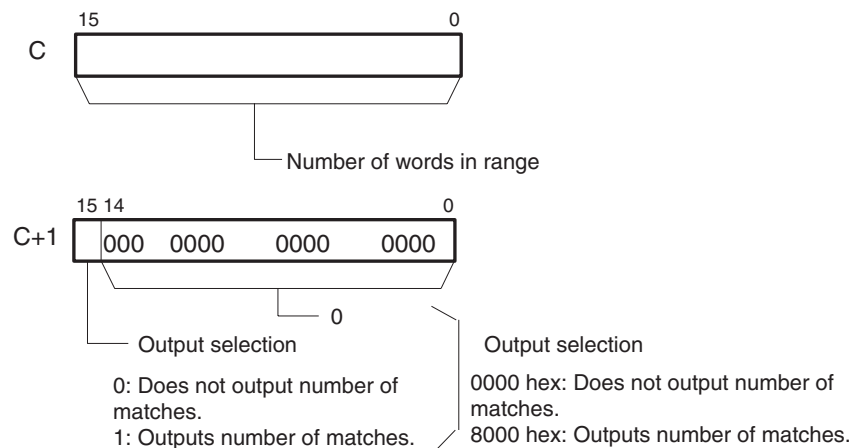 15 0
C
Number of words in range
15 14 0
C+1
000 0000 0000 0000
0
Output selection
0: Does not output number of
matches.
1: Outputs number of matches.
Output selection
0000 hex: Does not output number of
matches.
8000 hex: Outputs number of matches.